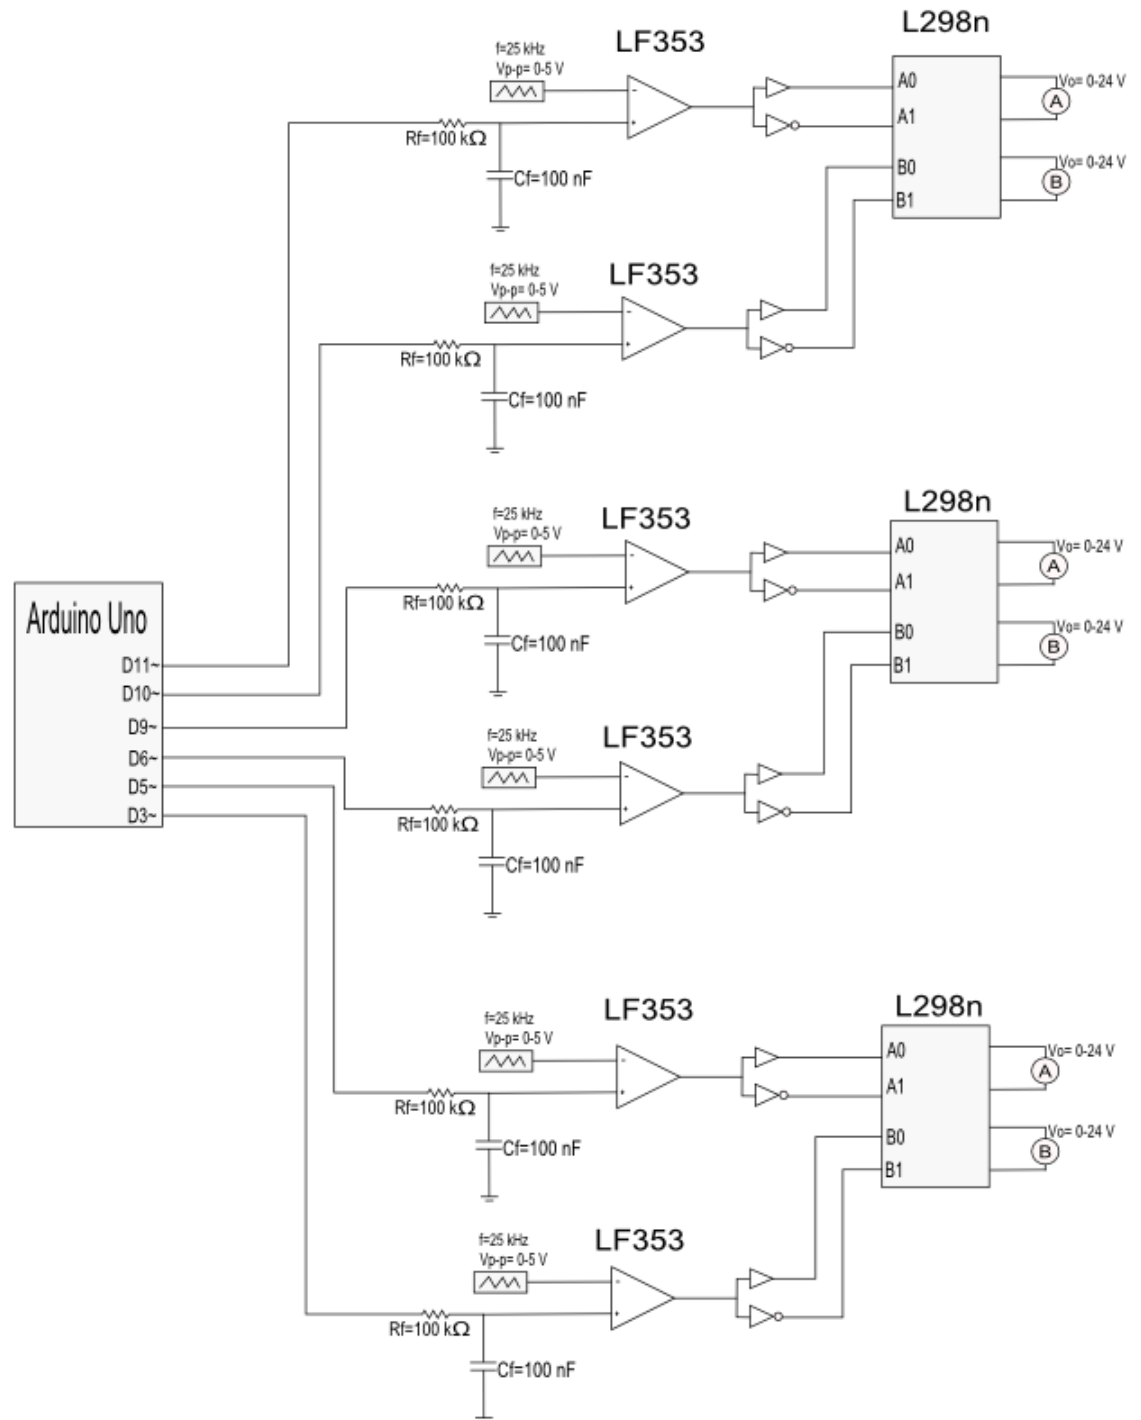 L298n
LF353
f=25 kHz
Vp-p= 0-5 V
-
+
Rf=100 kΩ
Cf=100 nF
A0
A1
B0
B1
Vo= 0-24 V
A
Vo= 0-24 V
B
LF353
f=25 kHz
Vp-p= 0-5 V
-
+
Rf=100 kΩ
Cf=100 nF
L298n
LF353
f=25 kHz
Vp-p= 0-5 V
-
+
Rf=100 kΩ
Cf=100 nF
A0
A1
B0
B1
Vo= 0-24 V
A
Vo= 0-24 V
B
Arduino Uno
D11~
D10~
D9~
D6~
D5~
D3~
LF353
f=25 kHz
Vp-p= 0-5 V
-
+
Rf=100 kΩ
Cf=100 nF
L298n
LF353
f=25 kHz
Vp-p= 0-5 V
-
+
Rf=100 kΩ
Cf=100 nF
A0
A1
B0
B1
Vo= 0-24 V
A
Vo= 0-24 V
B
LF353
f=25 kHz
Vp-p= 0-5 V
-
+
Rf=100 kΩ
Cf=100 nF